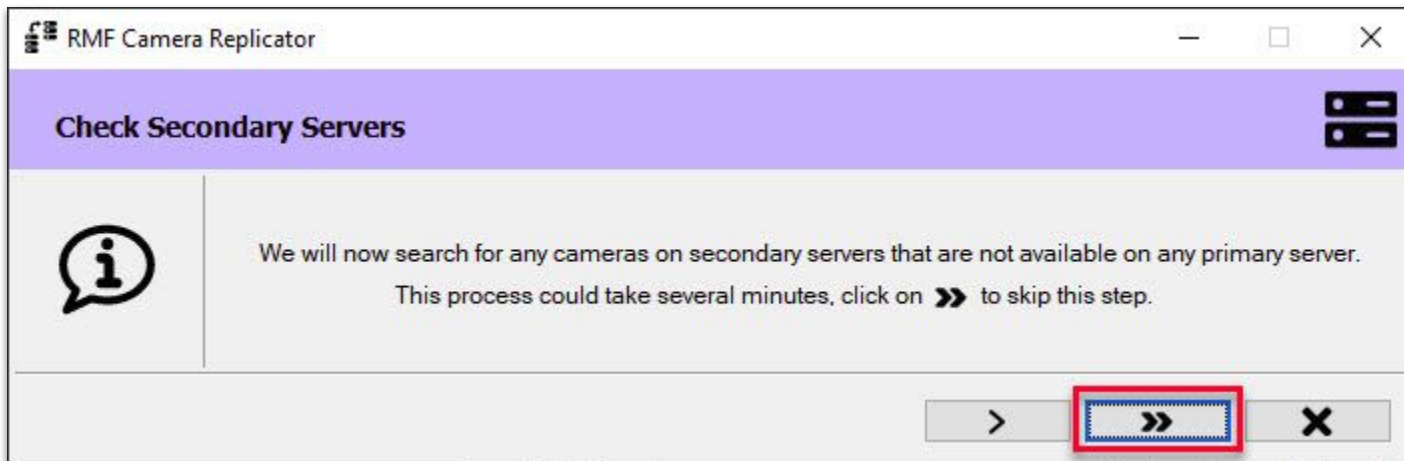 RMF Camera Replicator
Check Secondary Servers
We will now search for any cameras on secondary servers that are not available on any primary server.
This process could take several minutes, click on » to skip this step.